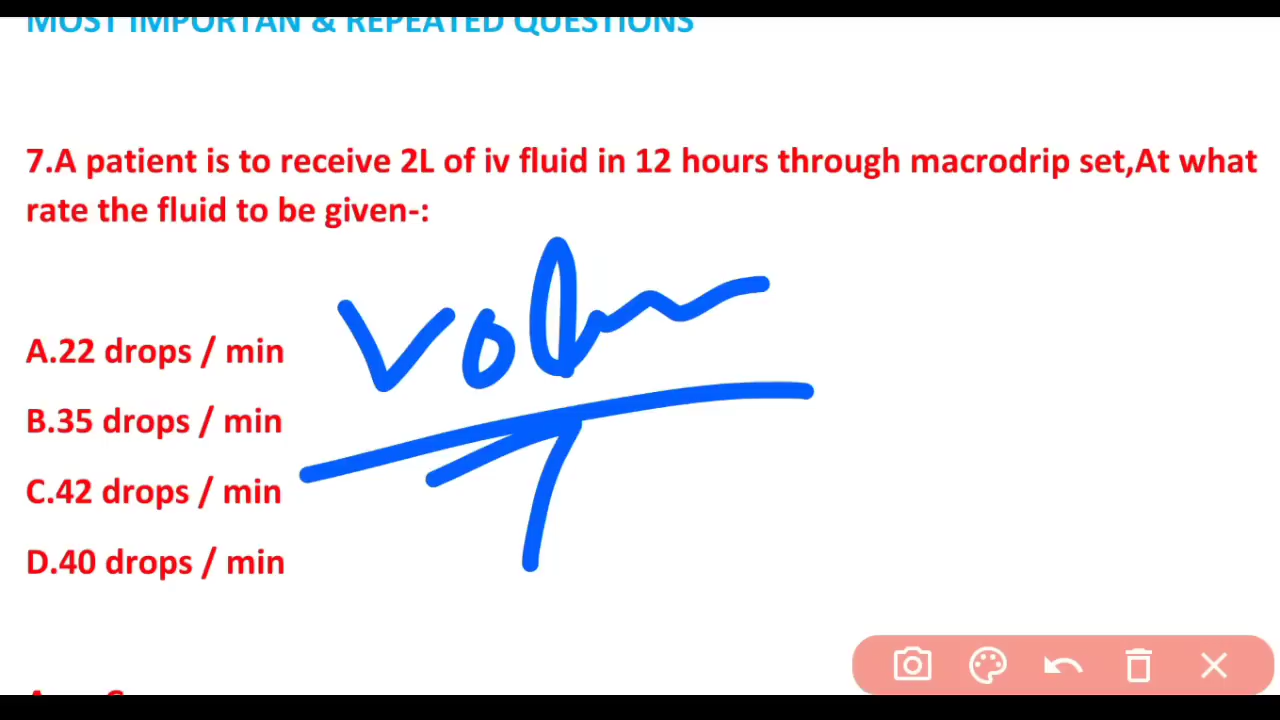 MOST IMPORTAN & REPEATED QUESTIONS
7.A patient is to receive 2L of iv fluid in 12 hours through macrodrip set,At what
rate the fluid to be given-:
A.22 drops / min
B.35 drops / min
C.42 drops / min
D.40 drops / min